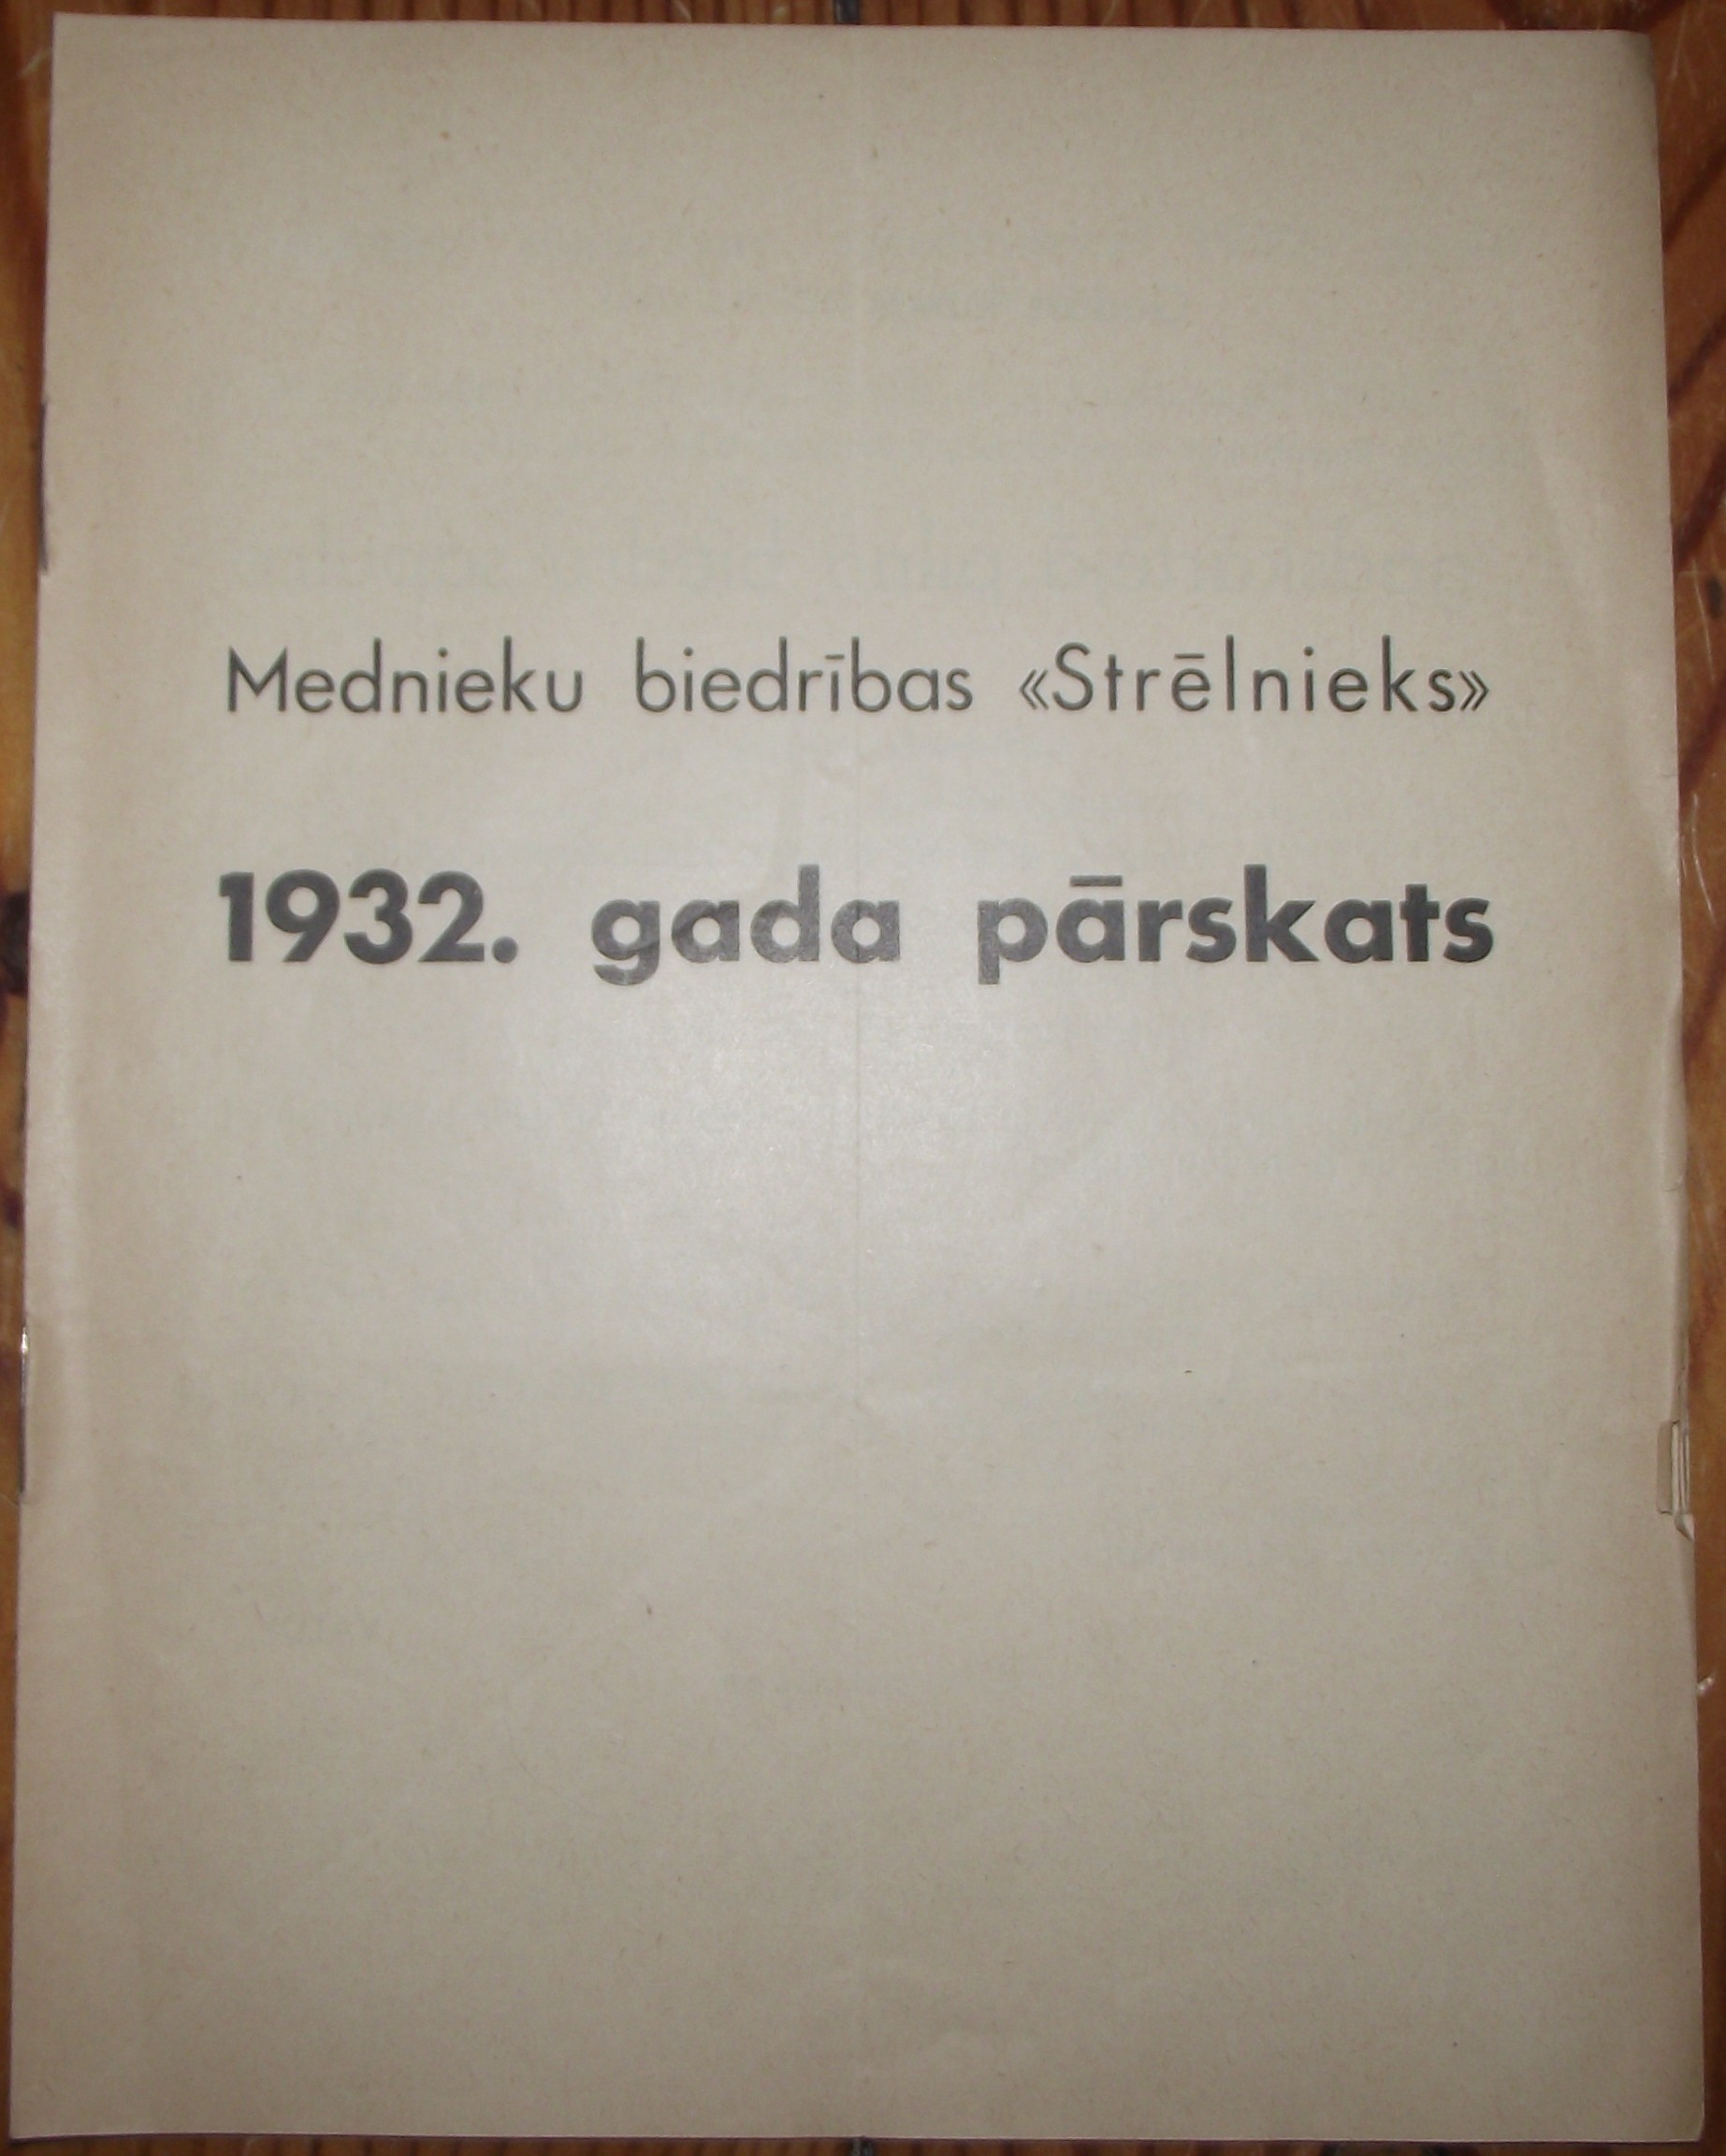 Mednieku biedrības «Strēlnieks»
1932. gada pārskats